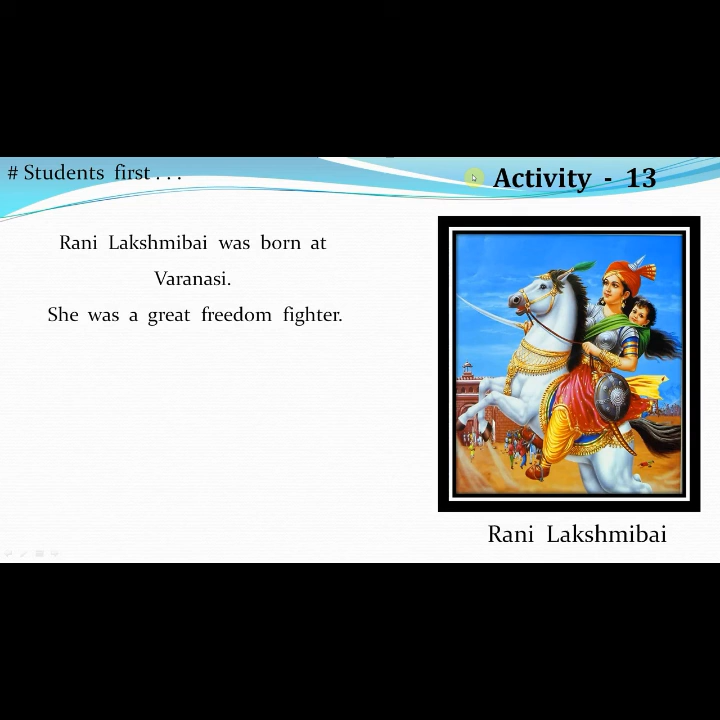 # Students first . . .
Activity - 13
Rani Lakshmibai was born at
Varanasi.
She was a great freedom fighter.
Rani Lakshmibai